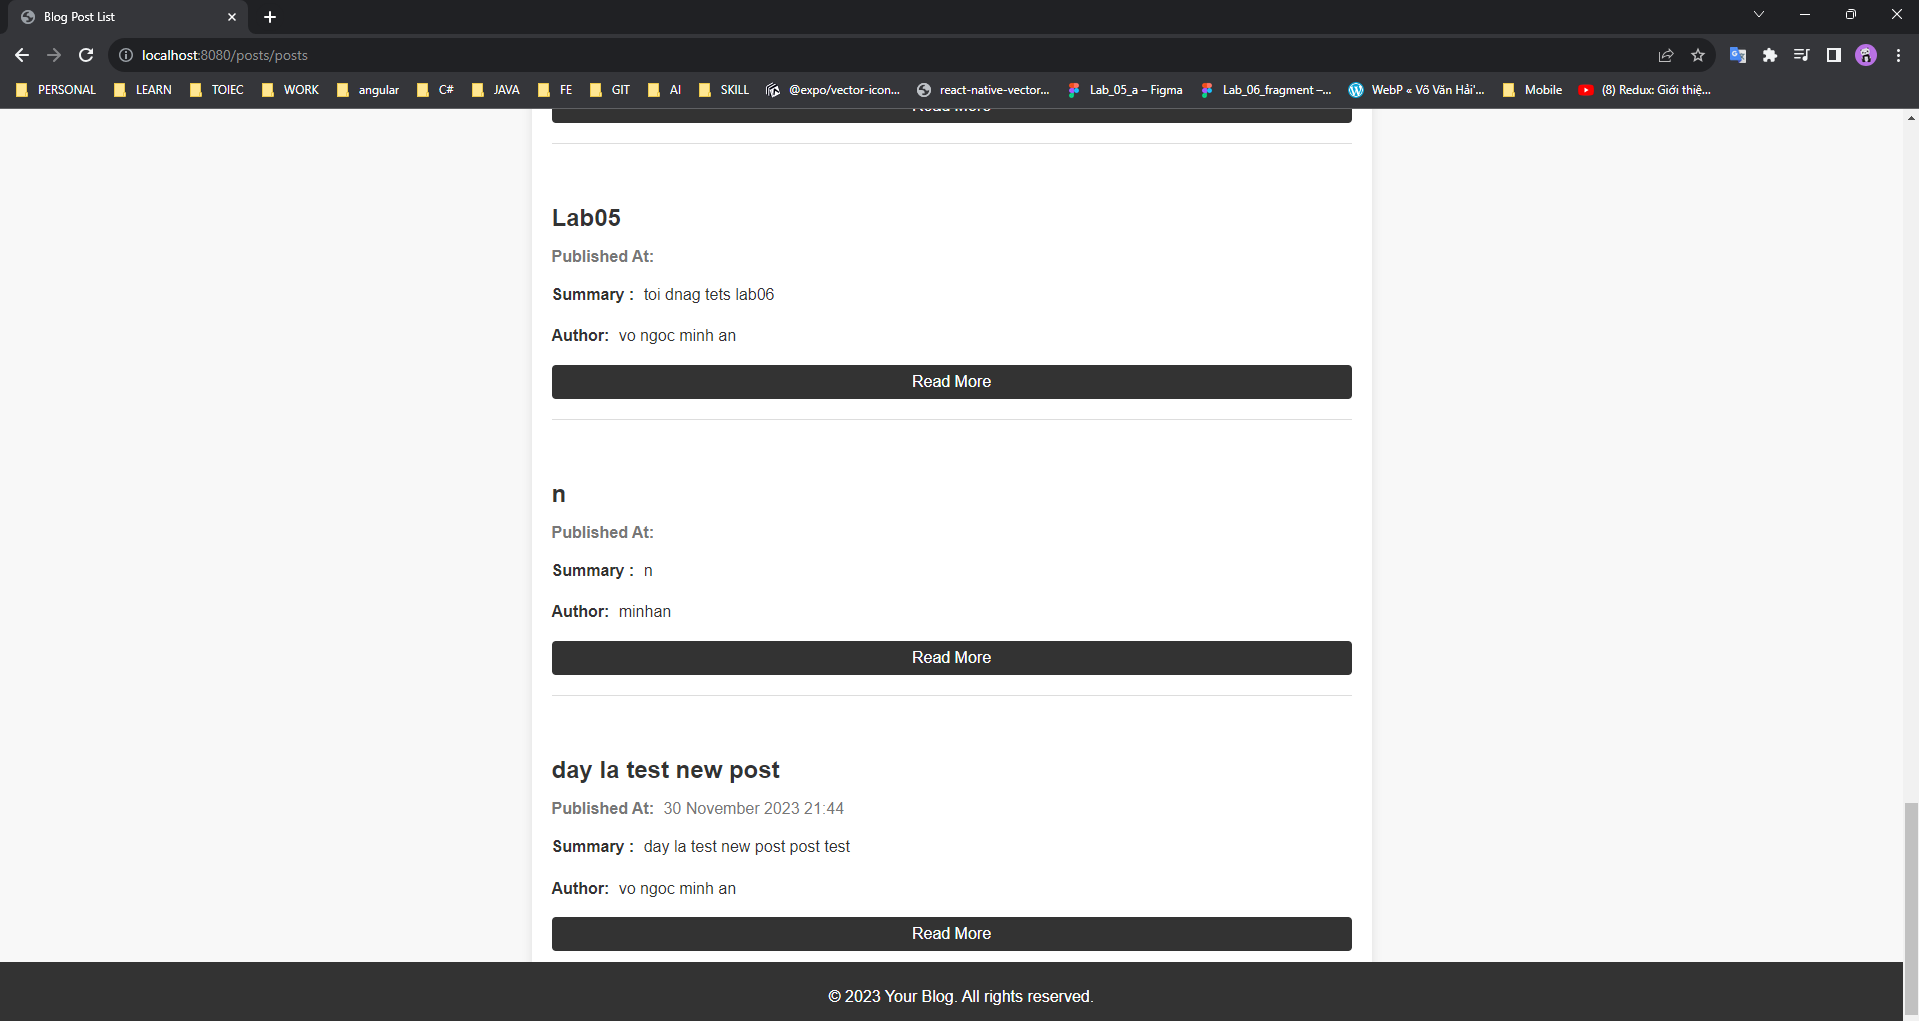 Blog Post List
localhost:8080/posts/posts
PERSONAL LEARN TOIEC WORK angular C# JAVA FE GIT AI SKILL @expo/vector-icon... react-native-vector... Lab_05_a – Figma Lab_06_fragment –... WebP « Võ Văn Hải'... Mobile (8) Redux: Giới thiệ...
Read More
Lab05
Published At:
Summary : toi dnag tets lab06
Author: vo ngoc minh an
Read More
n
Published At:
Summary : n
Author: minhan
Read More
day la test new post
Published At: 30 November 2023 21:44
Summary : day la test new post post test
Author: vo ngoc minh an
Read More
© 2023 Your Blog. All rights reserved.